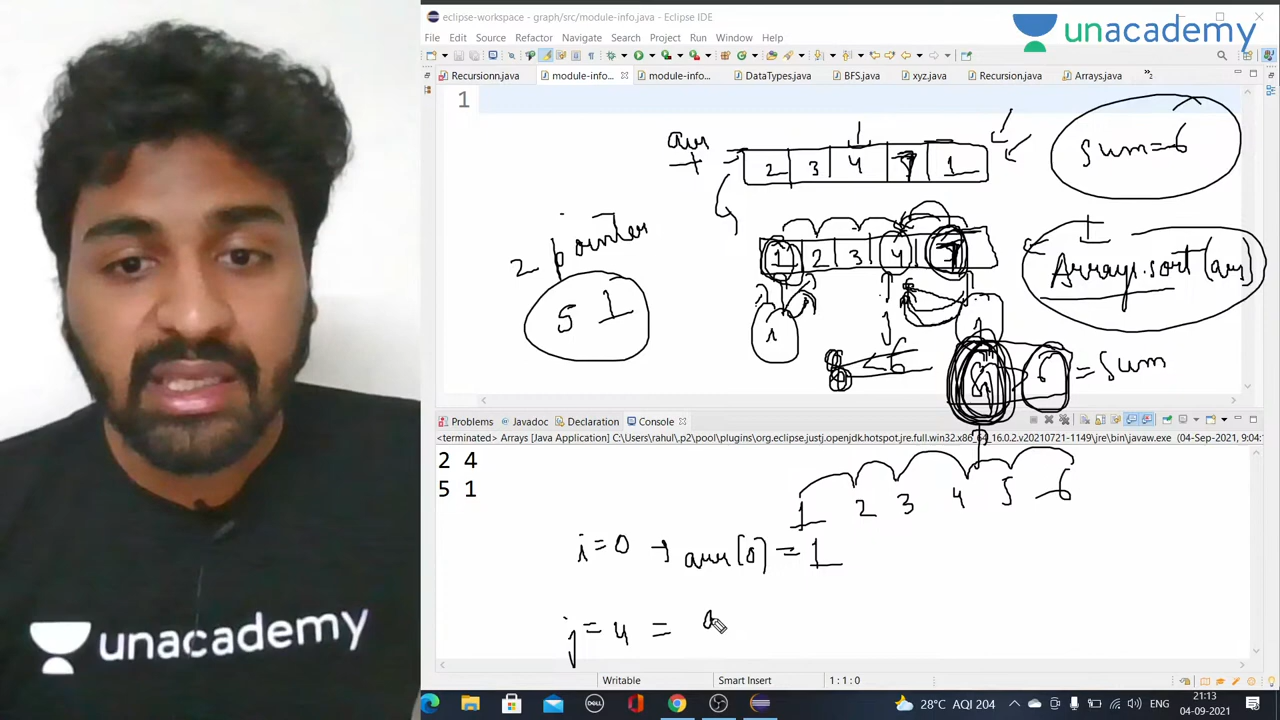 eclipse-workspace - graph/src/module-info.java - Eclipse IDE
unacademy
File Edit Source Refactor Navigate Search Project Run Window Help
Recursionn.java module-info... module-info... DataTypes.java BFS.java xyz.java Recursion.java Arrays.java
1
arr
2 3 4 7 1
sum=6
2 pointer
1 2 3 4 7
Arrays.sort(arr)
5 1
i
j
<6
= sum
Problems Javadoc Declaration Console
<terminated> Arrays [Java Application] C:\Users\rahul\.p2\pool\plugins\org.eclipse.justj.openjdk.hotspot.jre.full.win32.x86_64_16.0.2.v20210721-1149\jre\bin\javaw.exe (04-Sep-2021, 9:04:
2 4
5 1
1 2 3 4 5 6
i=0 → arr[0] = 1
j=4 = a
unacademy
Writable Smart Insert 1:1:0
28°C AQI 204 ENG 21:13
04-09-2021